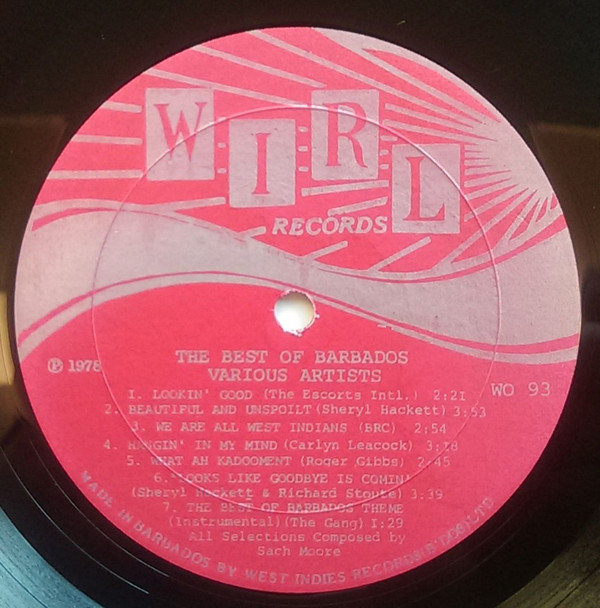 WIRL
RECORDS
℗ 1978
THE BEST OF BARBADOS
VARIOUS ARTISTS
WO 93
1. LOOKIN' GOOD (The Escorts Intl.) 2:21
2. BEAUTIFUL AND UNSPOILT (Sheryl Hackett) 3:53
3. WE ARE ALL WEST INDIANS (BRC) 2:54
4. HINGIN' IN MY MIND (Carlyn Leacock) 3:18
5. WHAT AH KADOOMENT (Roger Gibbs) 2:45
6. LOOKS LIKE GOODBYE IS COMIN'
(Sheryl Hackett & Richard Stoute) 3:39
7. THE BEST OF BARBADOS THEME
(Instrumental) (The Gang) 1:29
All Selections Composed by
Sach Moore
MADE IN BARBADOS BY WEST INDIES RECORDS (B'DOS) LTD